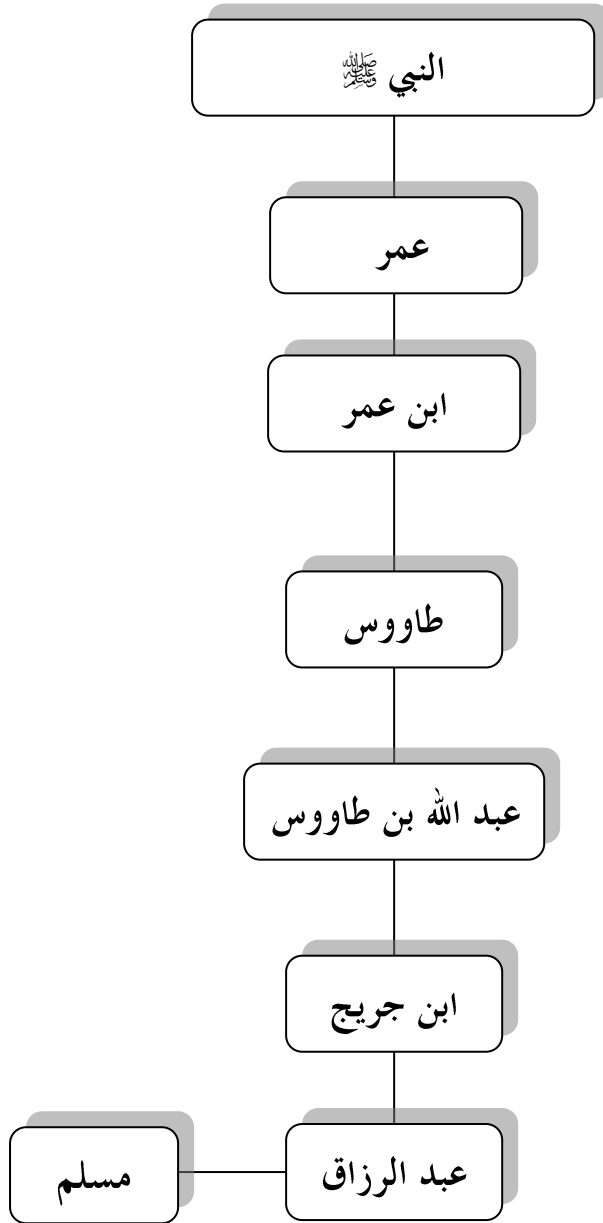 النبي ﷺ
عمر
ابن عمر
طاووس
عبد الله بن طاووس
ابن جريج
عبد الرزاق
مسلم